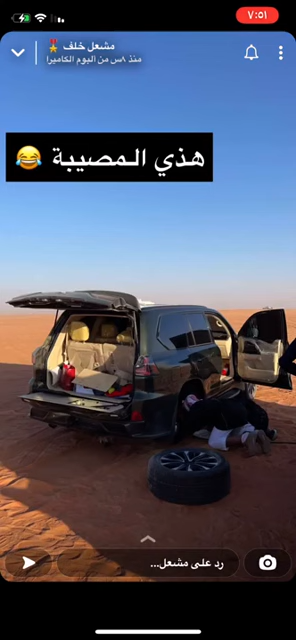 ٧:٥١
مشعل خلف 🎖️
منذ ٨س من ألبوم الكاميرا
هذي المصيبة 😂
رد على مشعل...